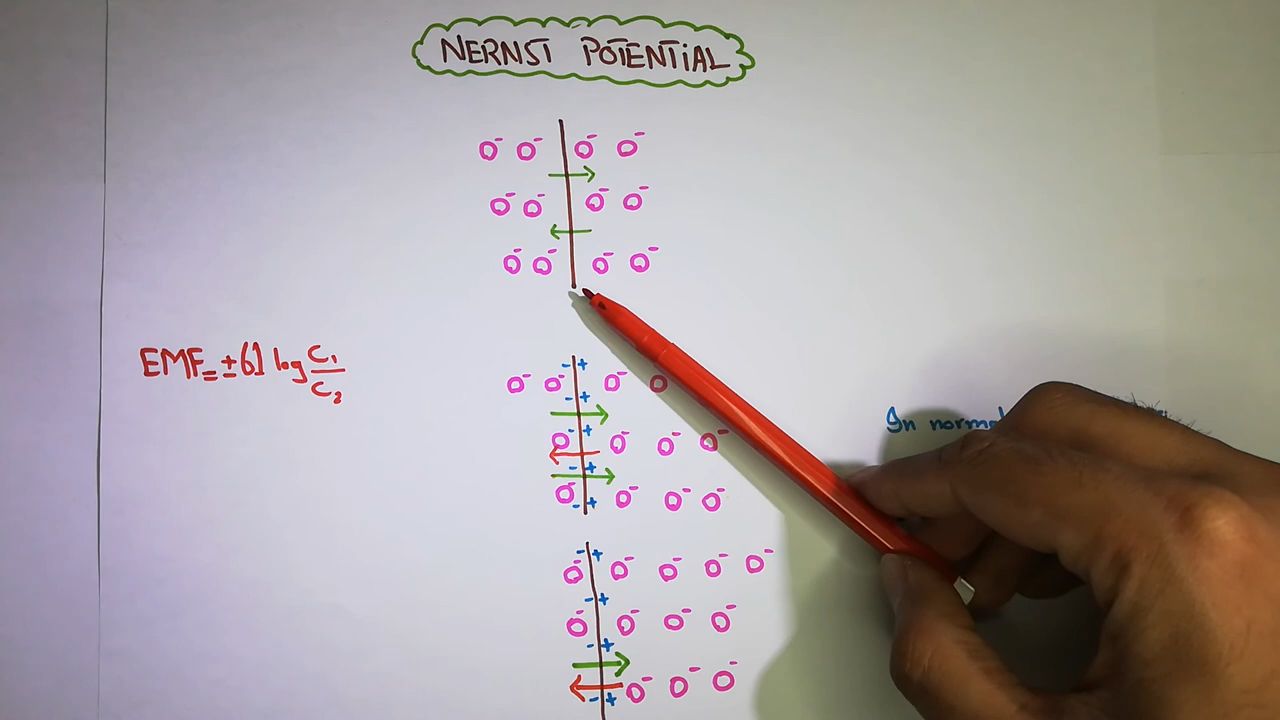 NERNST POTENTIAL
EMF=±61 log C₁/C₂
In normal